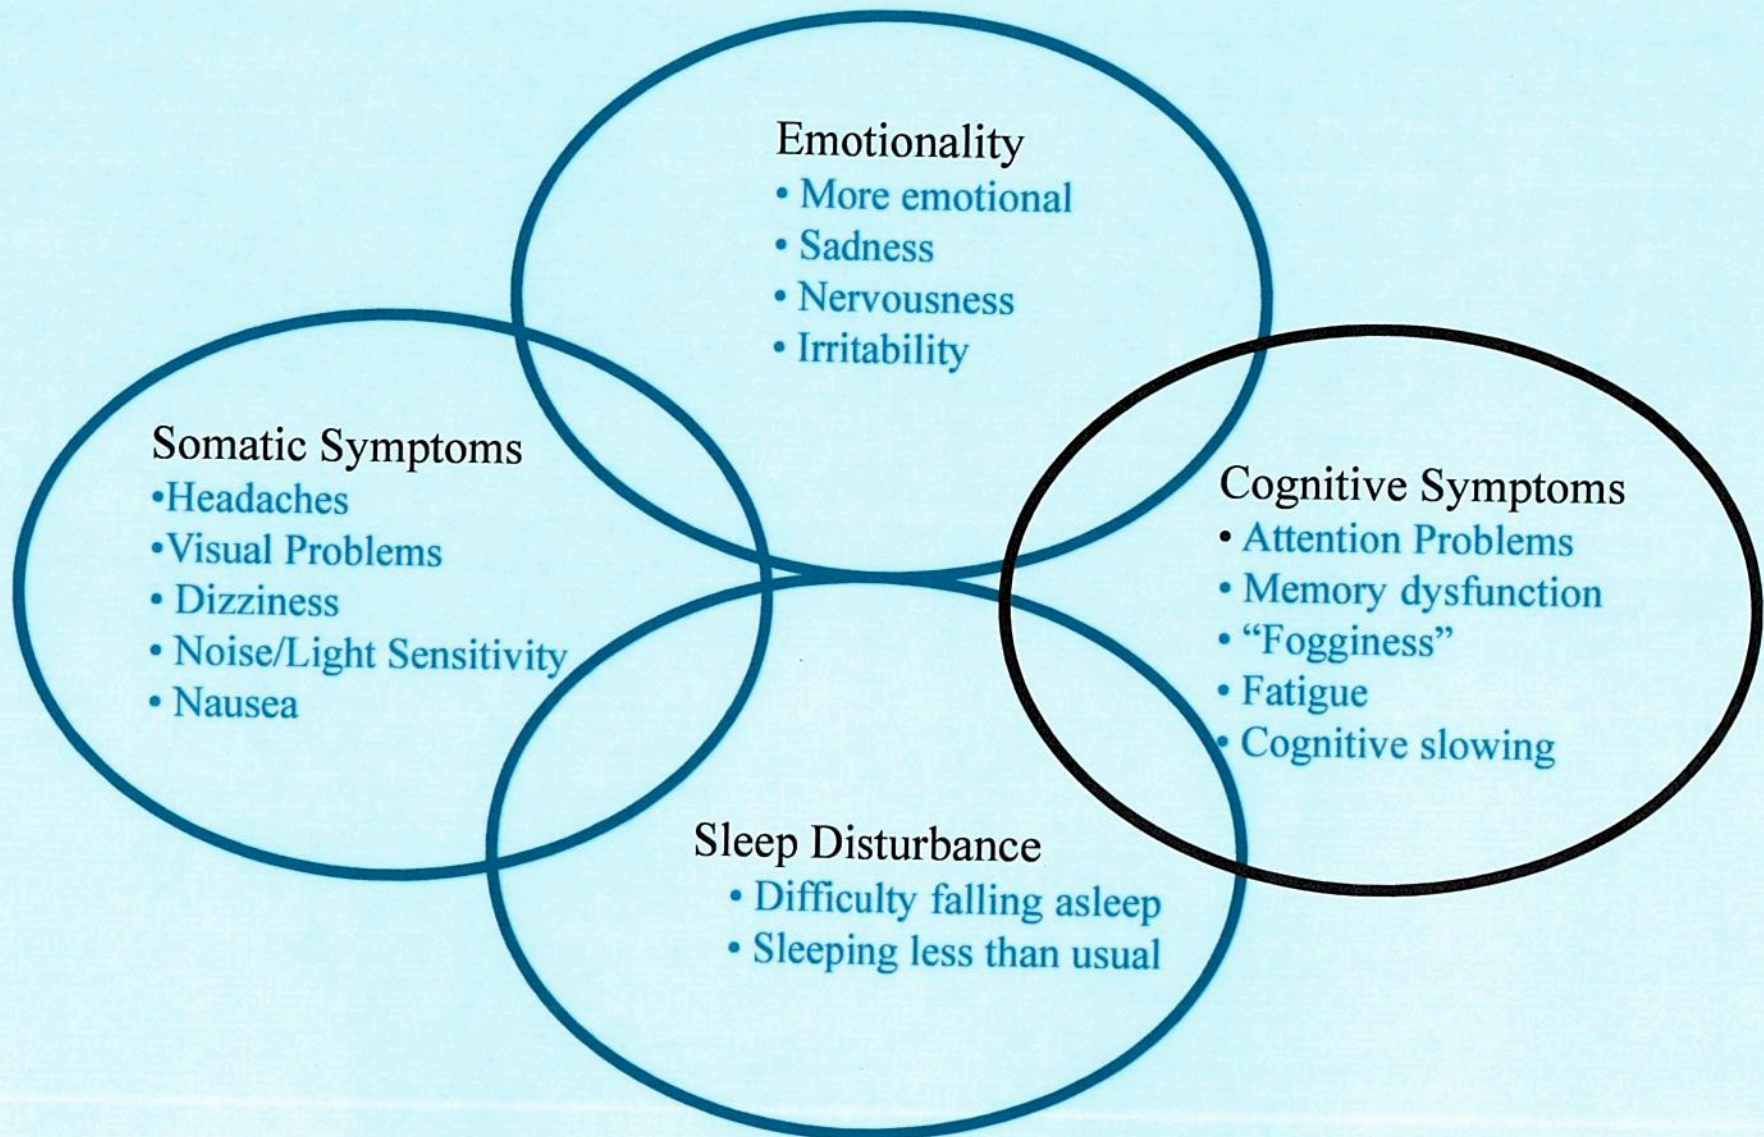 Emotionality
• More emotional
• Sadness
• Nervousness
• Irritability
Somatic Symptoms
•Headaches
•Visual Problems
• Dizziness
• Noise/Light Sensitivity
• Nausea
Cognitive Symptoms
• Attention Problems
• Memory dysfunction
• “Fogginess”
• Fatigue
• Cognitive slowing
Sleep Disturbance
• Difficulty falling asleep
• Sleeping less than usual